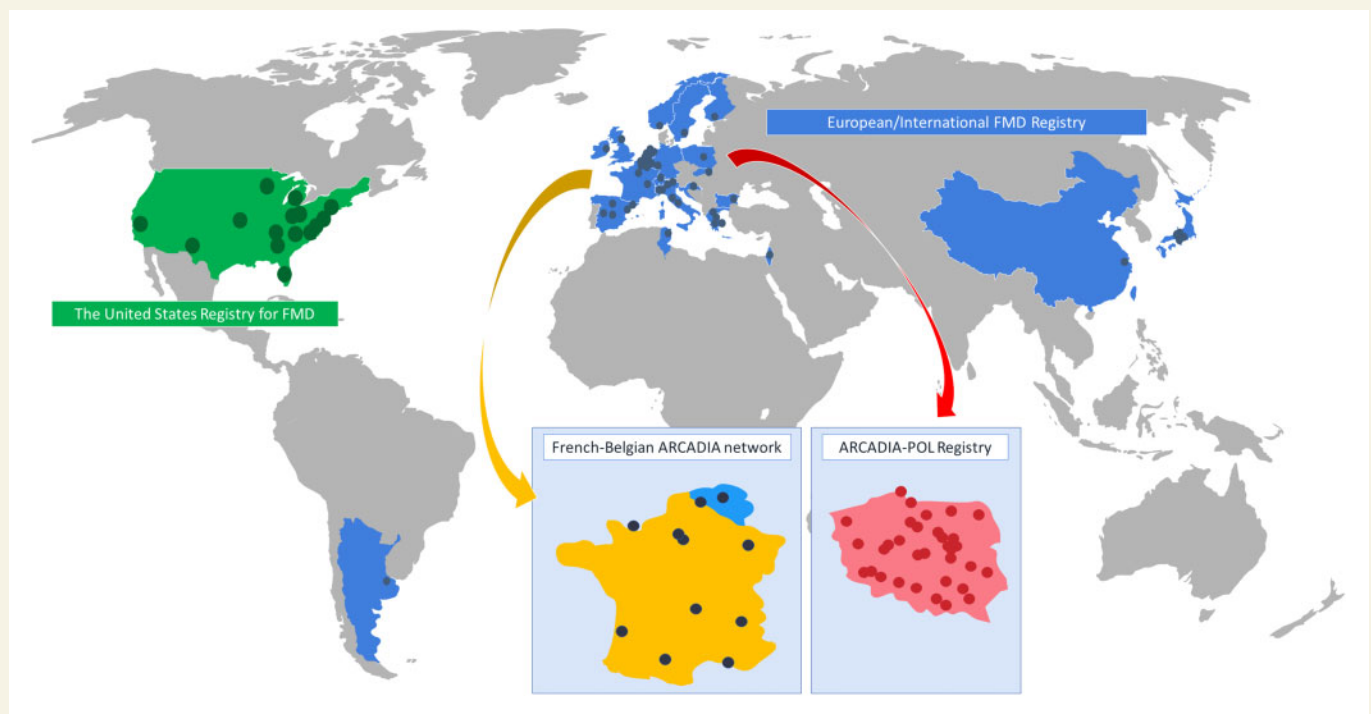 European/International FMD Registry
The United States Registry for FMD
French-Belgian ARCADIA network
ARCADIA-POL Registry